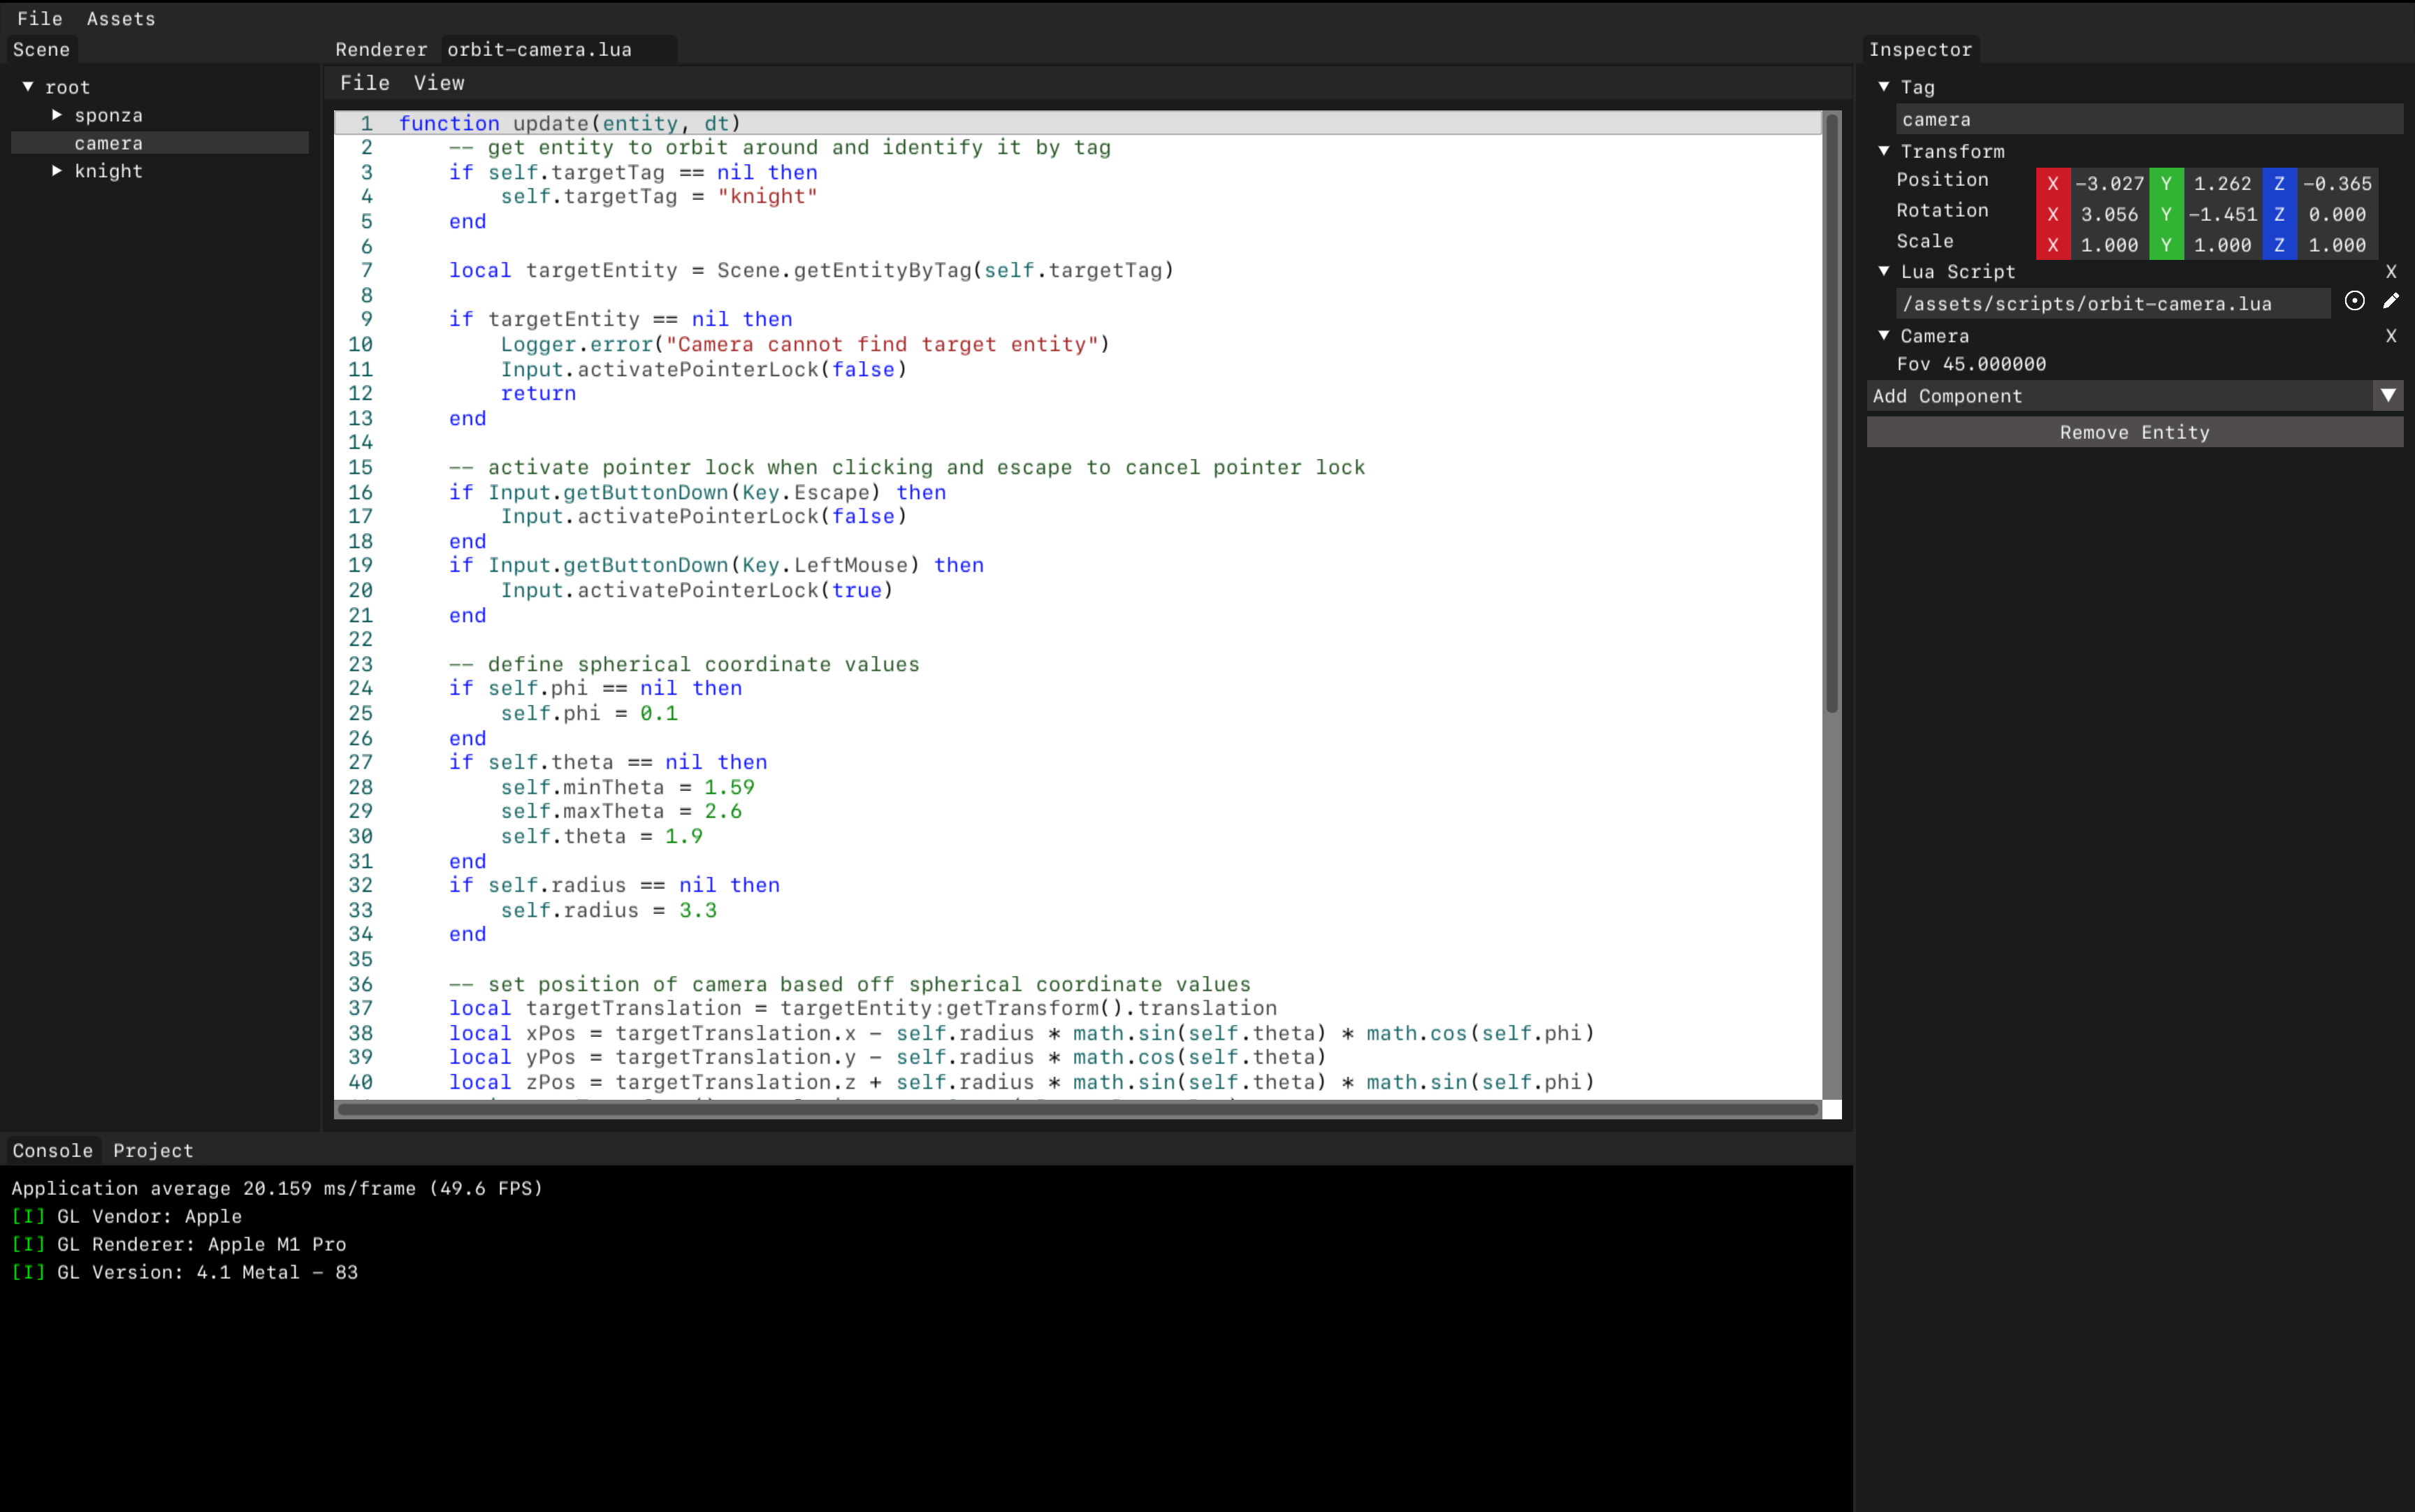 File Assets
Scene
root
sponza
camera
knight
Renderer orbit-camera.lua
File View
1 function update(entity, dt)
2 -- get entity to orbit around and identify it by tag
3 if self.targetTag == nil then
4 self.targetTag = "knight"
5 end
6
7 local targetEntity = Scene.getEntityByTag(self.targetTag)
8
9 if targetEntity == nil then
10 Logger.error("Camera cannot find target entity")
11 Input.activatePointerLock(false)
12 return
13 end
14
15 -- activate pointer lock when clicking and escape to cancel pointer lock
16 if Input.getButtonDown(Key.Escape) then
17 Input.activatePointerLock(false)
18 end
19 if Input.getButtonDown(Key.LeftMouse) then
20 Input.activatePointerLock(true)
21 end
22
23 -- define spherical coordinate values
24 if self.phi == nil then
25 self.phi = 0.1
26 end
27 if self.theta == nil then
28 self.minTheta = 1.59
29 self.maxTheta = 2.6
30 self.theta = 1.9
31 end
32 if self.radius == nil then
33 self.radius = 3.3
34 end
35
36 -- set position of camera based off spherical coordinate values
37 local targetTranslation = targetEntity:getTransform().translation
38 local xPos = targetTranslation.x - self.radius * math.sin(self.theta) * math.cos(self.phi)
39 local yPos = targetTranslation.y - self.radius * math.cos(self.theta)
40 local zPos = targetTranslation.z + self.radius * math.sin(self.theta) * math.sin(self.phi)
Inspector
Tag
camera
Transform
Position X -3.027 Y 1.262 Z -0.365
Rotation X 3.056 Y -1.451 Z 0.000
Scale X 1.000 Y 1.000 Z 1.000
Lua Script X
/assets/scripts/orbit-camera.lua
Camera X
Fov 45.000000
Add Component
Remove Entity
Console Project
Application average 20.159 ms/frame (49.6 FPS)
[I] GL Vendor: Apple
[I] GL Renderer: Apple M1 Pro
[I] GL Version: 4.1 Metal - 83